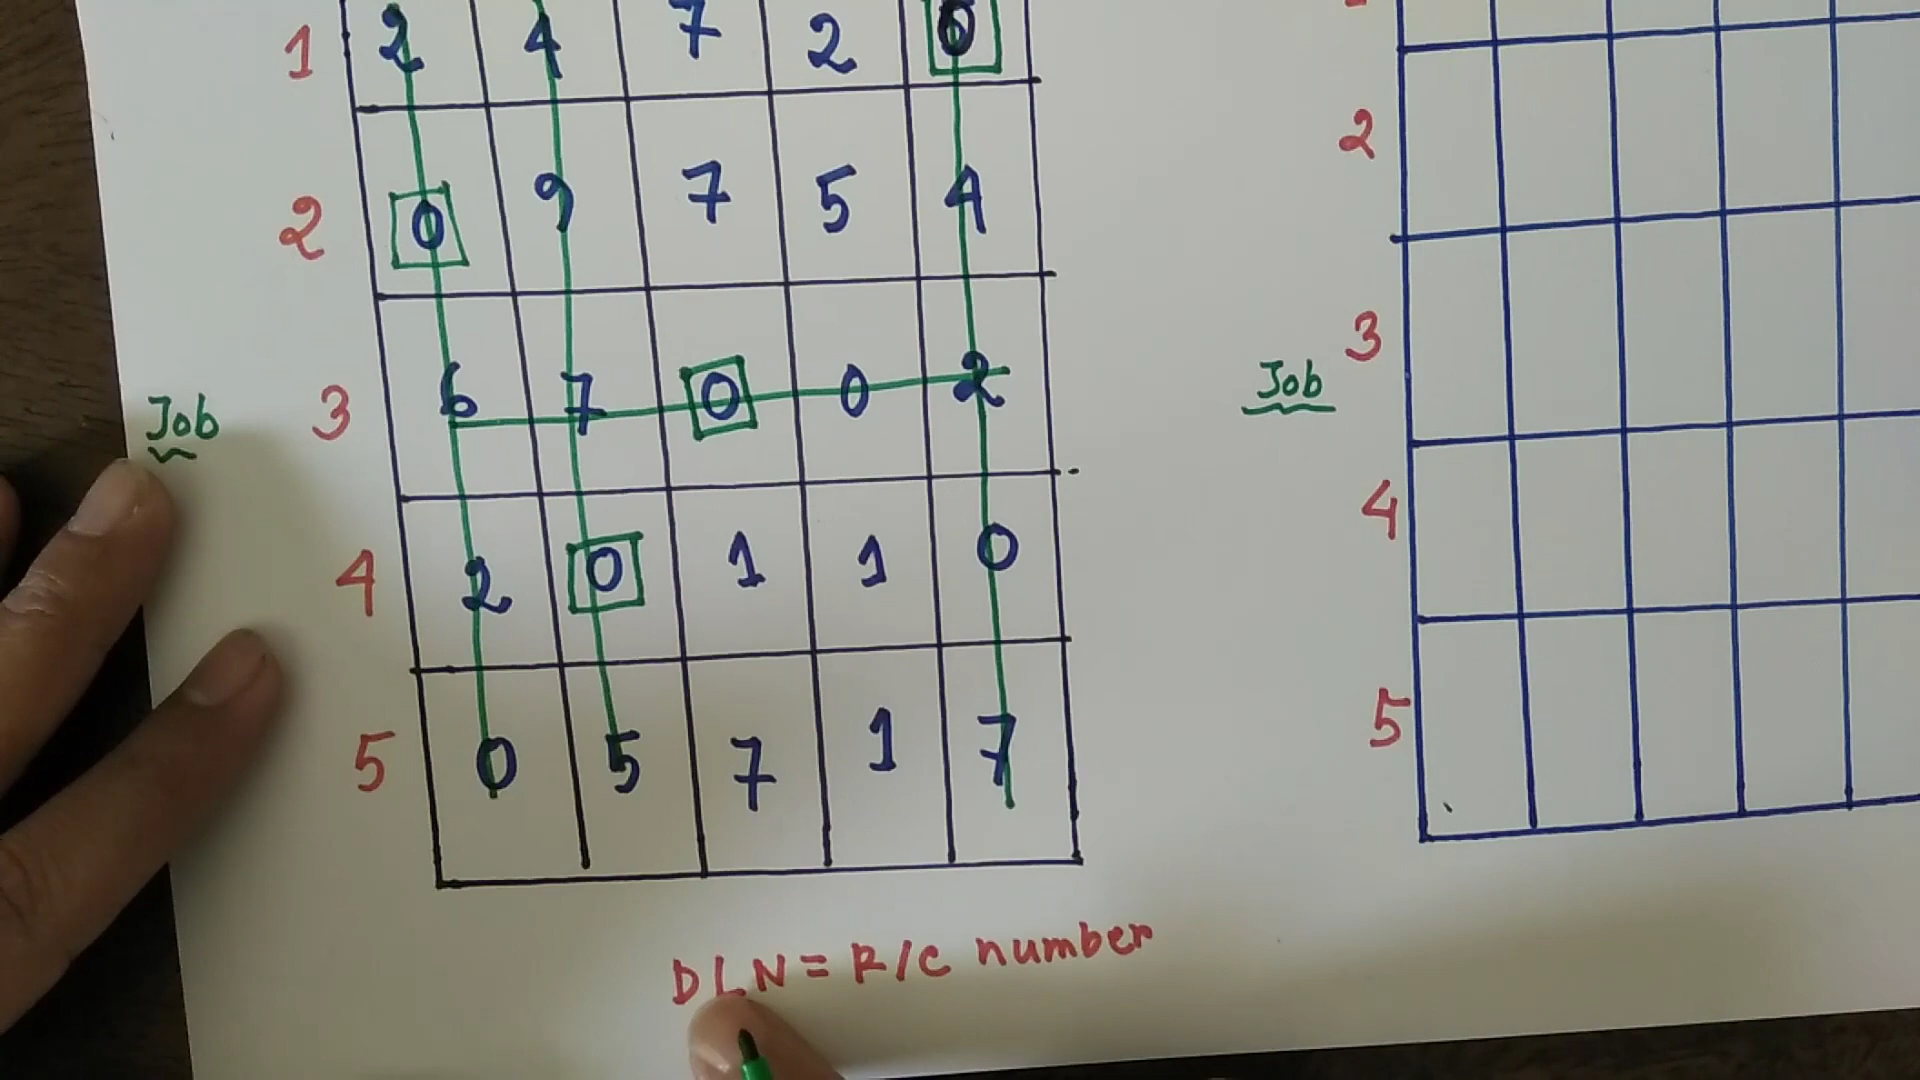 1 2 4 7 2 0
2 0 9 7 5 4
Job 3 6 7 0 0 2
4 2 0 1 1 0
5 0 5 7 1 7
DLN = R/C number
2
3
Job
4
5